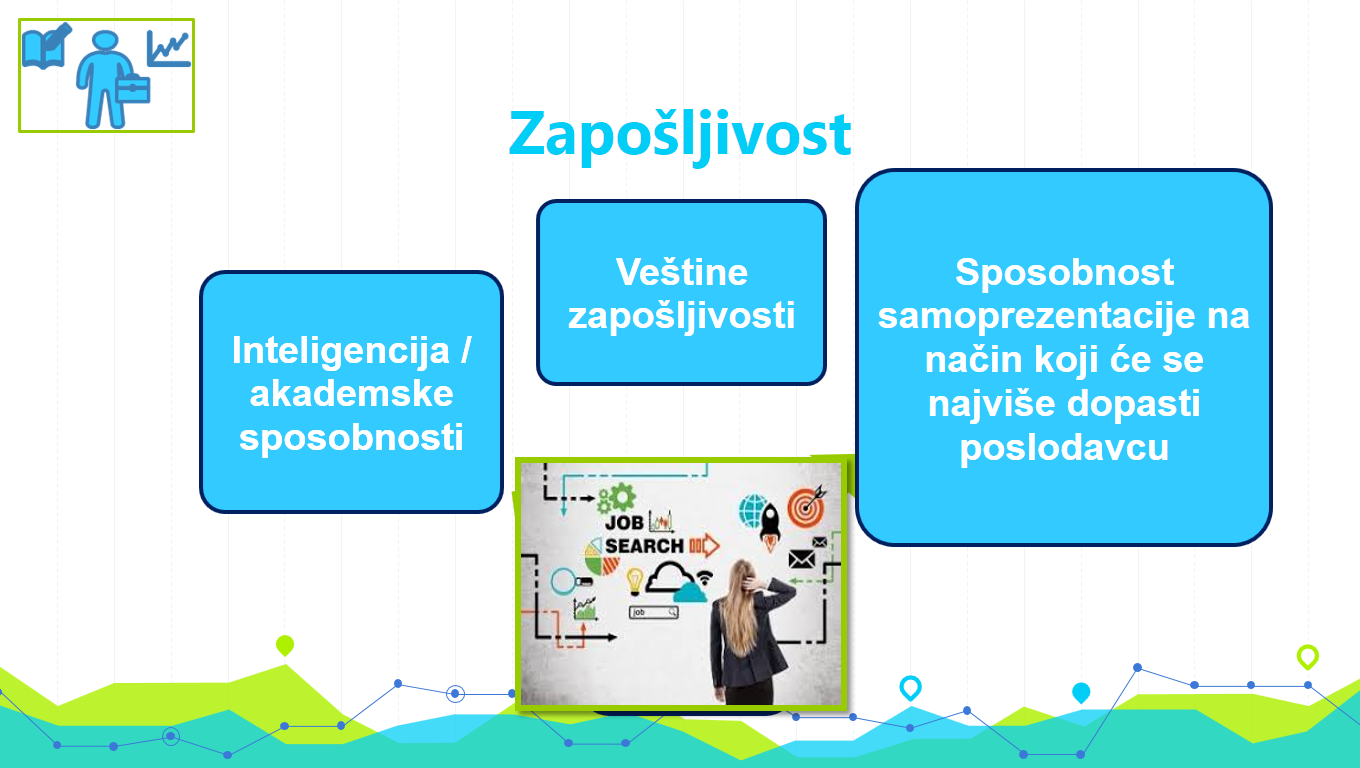 Zapošljivost
Inteligencija /
akademske
sposobnosti
Veštine
zapošljivosti
Sposobnost
samoprezentacije na
način koji će se
najviše dopasti
poslodavcu
JOB
SEARCH
job